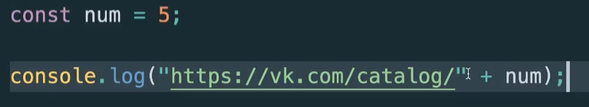 const num = 5;
console.log("https://vk.com/catalog/" + num);